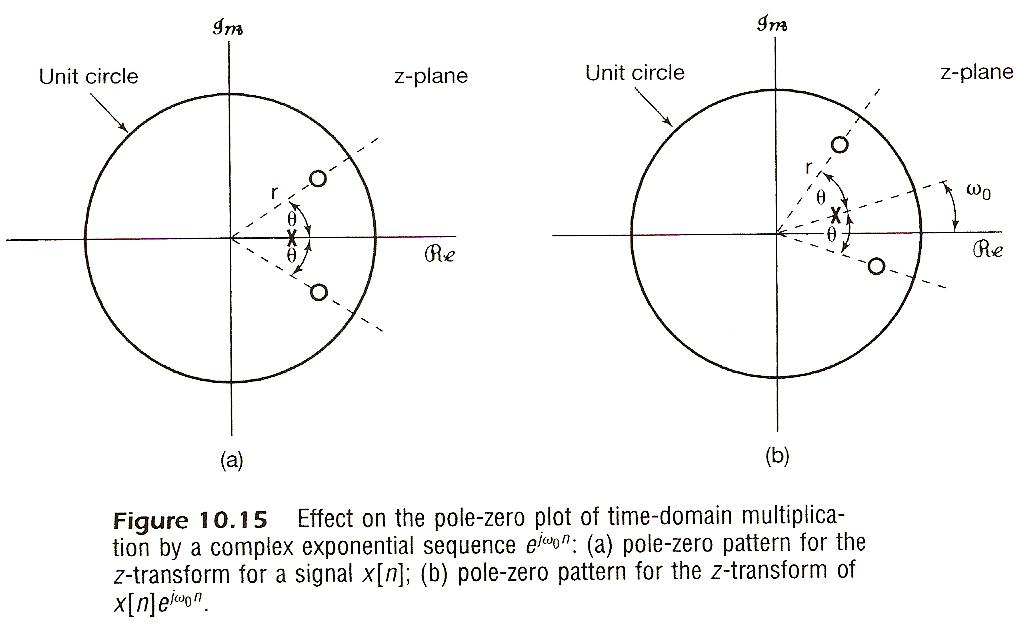 ℐm
Unit circle
z-plane
r
θ
θ
ℛe
(a)
ℐm
Unit circle
z-plane
r
θ
θ
ω₀
ℛe
(b)
Figure 10.15 Effect on the pole-zero plot of time-domain multiplica-
tion by a complex exponential sequence e^{jω₀n}: (a) pole-zero pattern for the
z-transform for a signal x[n]; (b) pole-zero pattern for the z-transform of
x[n]e^{jω₀n}.